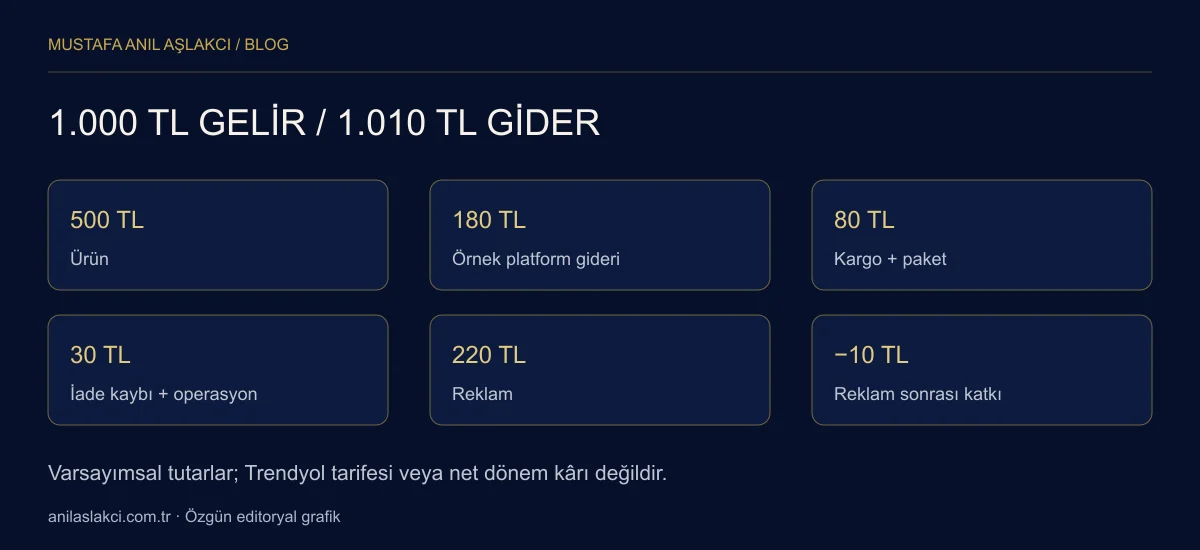 MUSTAFA ANIL AŞLAKCI / BLOG
1.000 TL GELİR / 1.010 TL GİDER
500 TL
Ürün
180 TL
Örnek platform gideri
80 TL
Kargo + paket
30 TL
İade kaybı + operasyon
220 TL
Reklam
−10 TL
Reklam sonrası katkı
Varsayımsal tutarlar; Trendyol tarifesi veya net dönem kârı değildir.
anilaslakci.com.tr · Özgün editoryal grafik